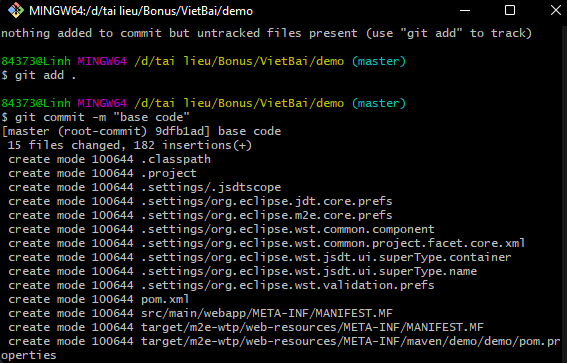 MINGW64:/d/tai lieu/Bonus/VietBai/demo
nothing added to commit but untracked files present (use "git add" to track)
84373@Linh MINGW64 /d/tai lieu/Bonus/VietBai/demo (master)
$ git add .
84373@Linh MINGW64 /d/tai lieu/Bonus/VietBai/demo (master)
$ git commit -m "base code"
[master (root-commit) 9dfb1ad] base code
 15 files changed, 182 insertions(+)
 create mode 100644 .classpath
 create mode 100644 .project
 create mode 100644 .settings/.jsdtscope
 create mode 100644 .settings/org.eclipse.jdt.core.prefs
 create mode 100644 .settings/org.eclipse.m2e.core.prefs
 create mode 100644 .settings/org.eclipse.wst.common.component
 create mode 100644 .settings/org.eclipse.wst.common.project.facet.core.xml
 create mode 100644 .settings/org.eclipse.wst.jsdt.ui.superType.container
 create mode 100644 .settings/org.eclipse.wst.jsdt.ui.superType.name
 create mode 100644 .settings/org.eclipse.wst.validation.prefs
 create mode 100644 pom.xml
 create mode 100644 src/main/webapp/META-INF/MANIFEST.MF
 create mode 100644 target/m2e-wtp/web-resources/META-INF/MANIFEST.MF
 create mode 100644 target/m2e-wtp/web-resources/META-INF/maven/demo/demo/pom.pr
operties